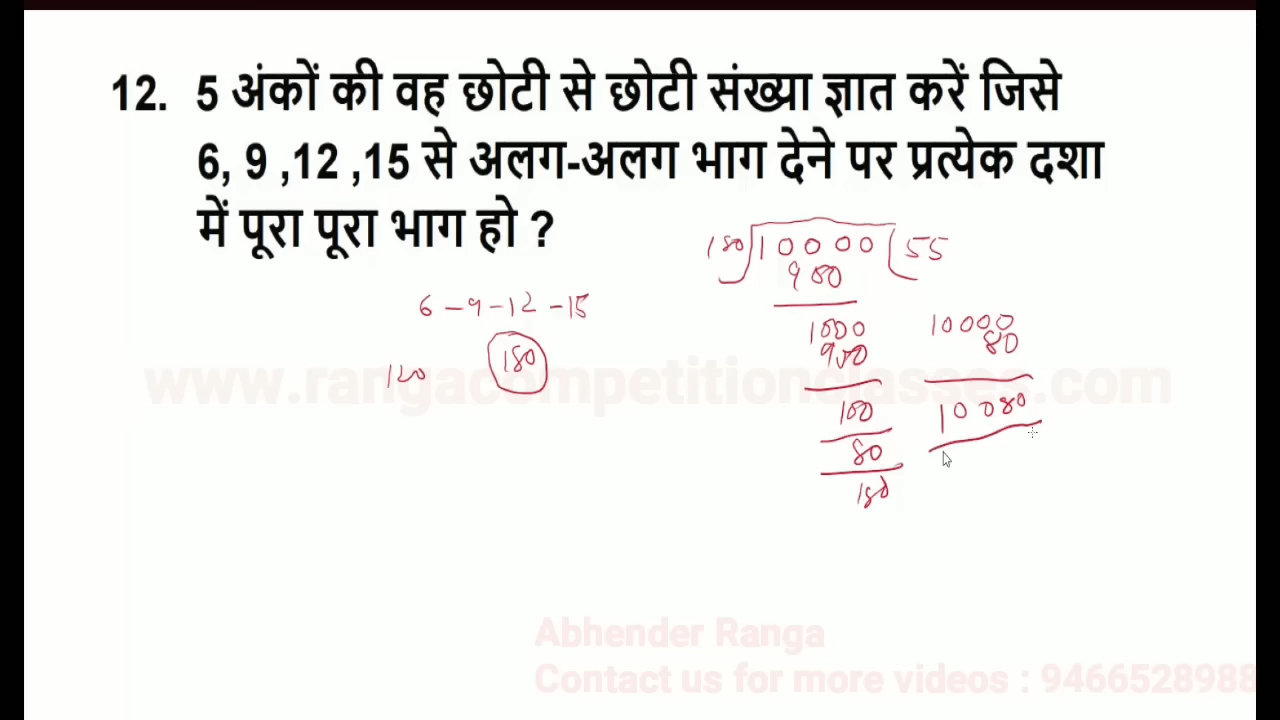 12. 5 अंकों की वह छोटी से छोटी संख्या ज्ञात करें जिसे
6, 9 ,12 ,15 से अलग-अलग भाग देने पर प्रत्येक दशा
में पूरा पूरा भाग हो ?
180 10000 55
900
6 - 9 - 12 - 15
1000
900
10000
80
180
120
100
10080
80
180
www.rangacompetitionclasses.com
Abhender Ranga
Contact us for more videos : 9466528988